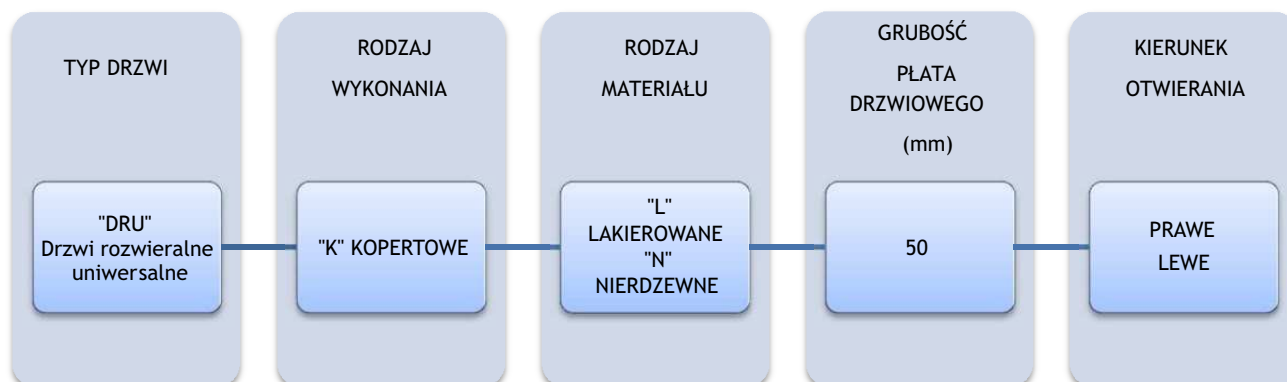 TYP DRZWI
"DRU"
Drzwi rozwieralne
uniwersalne
RODZAJ
WYKONANIA
"K" KOPERTOWE
RODZAJ
MATERIAŁU
"L"
LAKIEROWANE
"N"
NIERDZEWNE
GRUBOŚĆ
PŁATA
DRZWIOWEGO
(mm)
50
KIERUNEK
OTWIERANIA
PRAWE
LEWE